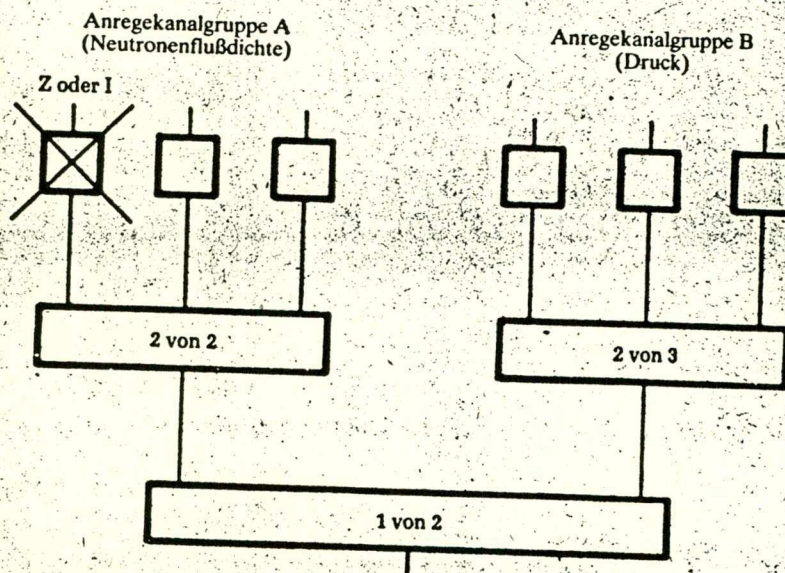 Anregekanalgruppe A
(Neutronenflußdichte)
Anregekanalgruppe B
(Druck)
Z oder I
2 von 2
2 von 3
1 von 2